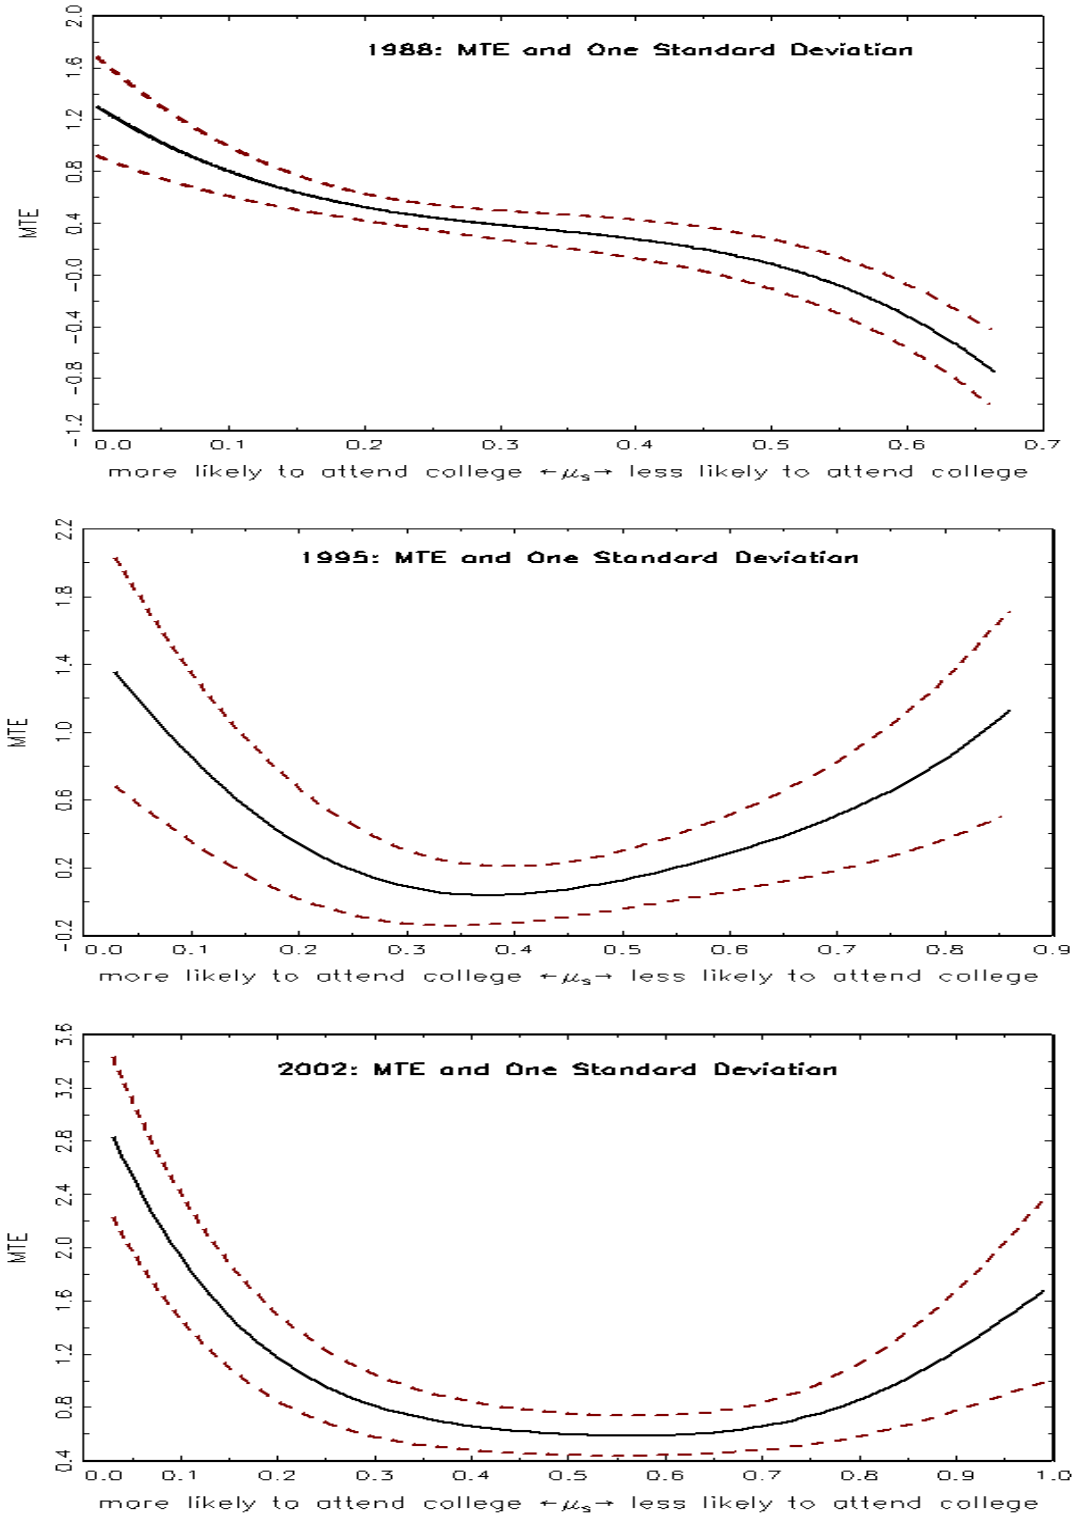 1988: MTE and One Standard Deviation
MTE
2.0
1.6
1.2
0.8
0.4
-0.0
-0.4
-0.8
-1.2
0.0 0.1 0.2 0.3 0.4 0.5 0.6 0.7
more likely to attend college ←μs→ less likely to attend college
1995: MTE and One Standard Deviation
MTE
2.2
1.8
1.4
1.0
0.6
0.2
-0.2
0.0 0.1 0.2 0.3 0.4 0.5 0.6 0.7 0.8 0.9
more likely to attend college ←μs→ less likely to attend college
2002: MTE and One Standard Deviation
MTE
3.6
3.2
2.8
2.4
2.0
1.6
1.2
0.8
0.4
0.0 0.1 0.2 0.3 0.4 0.5 0.6 0.7 0.8 0.9 1.0
more likely to attend college ←μs→ less likely to attend college